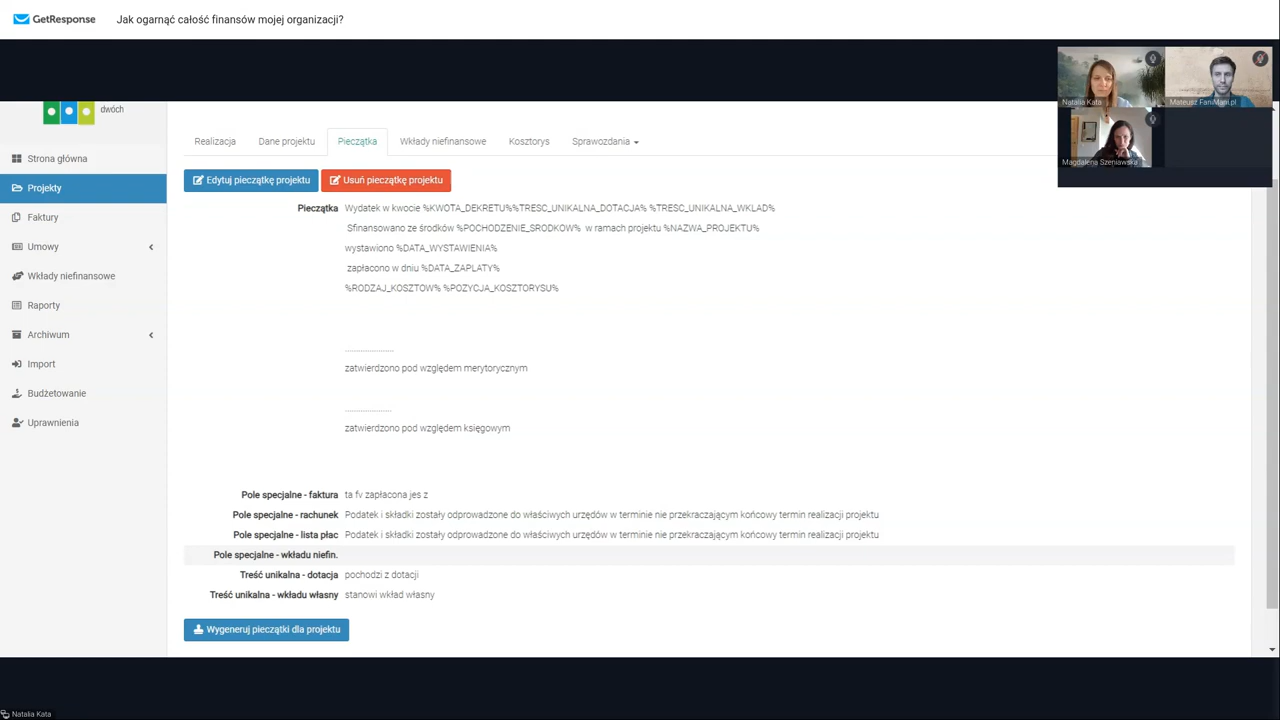 GetResponse
Jak ogarnąć całość finansów mojej organizacji?
Natalia Kata
Mateusz FaniMani.pl
Magdalena Szeniawska
dwóch
Strona główna
Projekty
Faktury
Umowy
Wkłady niefinansowe
Raporty
Archiwum
Import
Budżetowanie
Uprawnienia
Realizacja Dane projektu Pieczątka Wkłady niefinansowe Kosztorys Sprawozdania
Edytuj pieczątkę projektu Usuń pieczątkę projektu
Pieczątka Wydatek w kwocie %KWOTA_DEKRETU%%TRESC_UNIKALNA_DOTACJA% %TRESC_UNIKALNA_WKLAD%
Sfinansowano ze środków %POCHODZENIE_SRODKOW% w ramach projektu %NAZWA_PROJEKTU%
wystawiono %DATA_WYSTAWIENIA%
zapłacono w dniu %DATA_ZAPLATY%
%RODZAJ_KOSZTOW% %POZYCJA_KOSZTORYSU%
........................
zatwierdzono pod względem merytorycznym
.......................
zatwierdzono pod względem księgowym
Pole specjalne - faktura ta fv zapłacona jes z
Pole specjalne - rachunek Podatek i składki zostały odprowadzone do właściwych urzędów w terminie nie przekraczającym końcowy termin realizacji projektu
Pole specjalne - lista płac Podatek i składki zostały odprowadzone do właściwych urzędów w terminie nie przekraczającym końcowy termin realizacji projektu
Pole specjalne - wkładu niefin.
Treść unikalna - dotacja pochodzi z dotacji
Treść unikalna - wkładu własny stanowi wkład własny
Wygeneruj pieczątki dla projektu
Natalia Kata